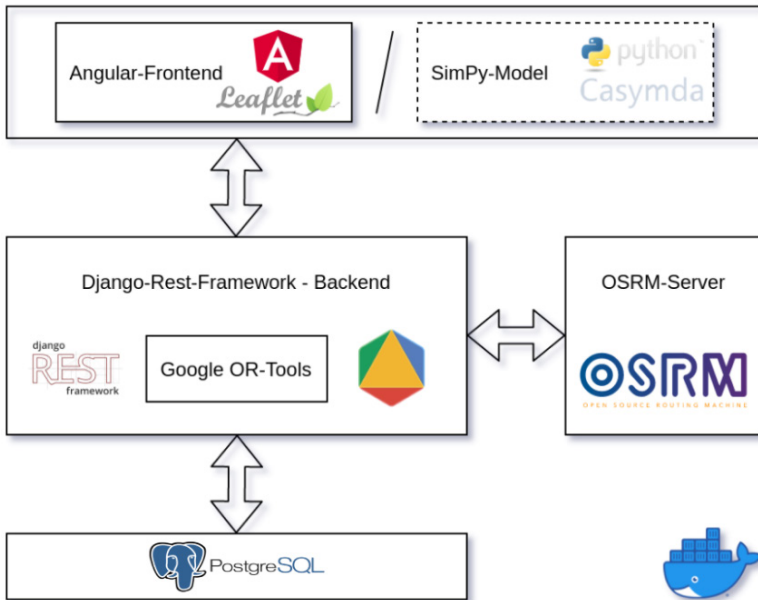 Angular-Frontend
Leaflet
/
SimPy-Model
python
Casymda
Django-Rest-Framework - Backend
django
REST
framework
Google OR-Tools
OSRM-Server
OSRM
OPEN SOURCE ROUTING MACHINE
PostgreSQL